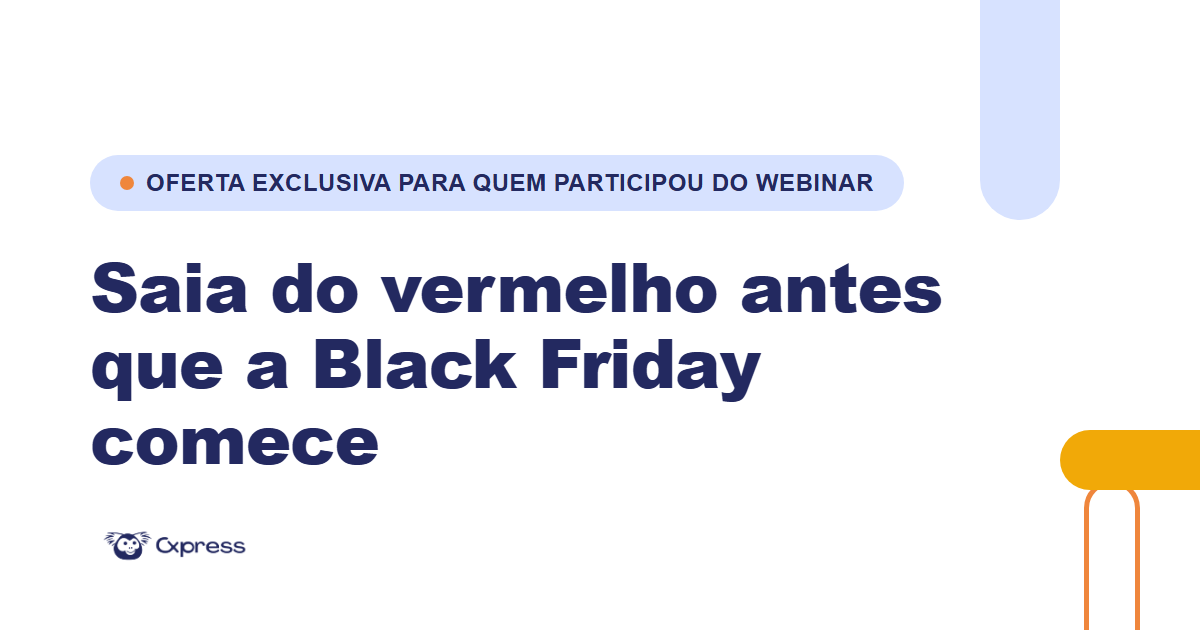 OFERTA EXCLUSIVA PARA QUEM PARTICIPOU DO WEBINAR
Saia do vermelho antes
que a Black Friday
comece
Cxpress